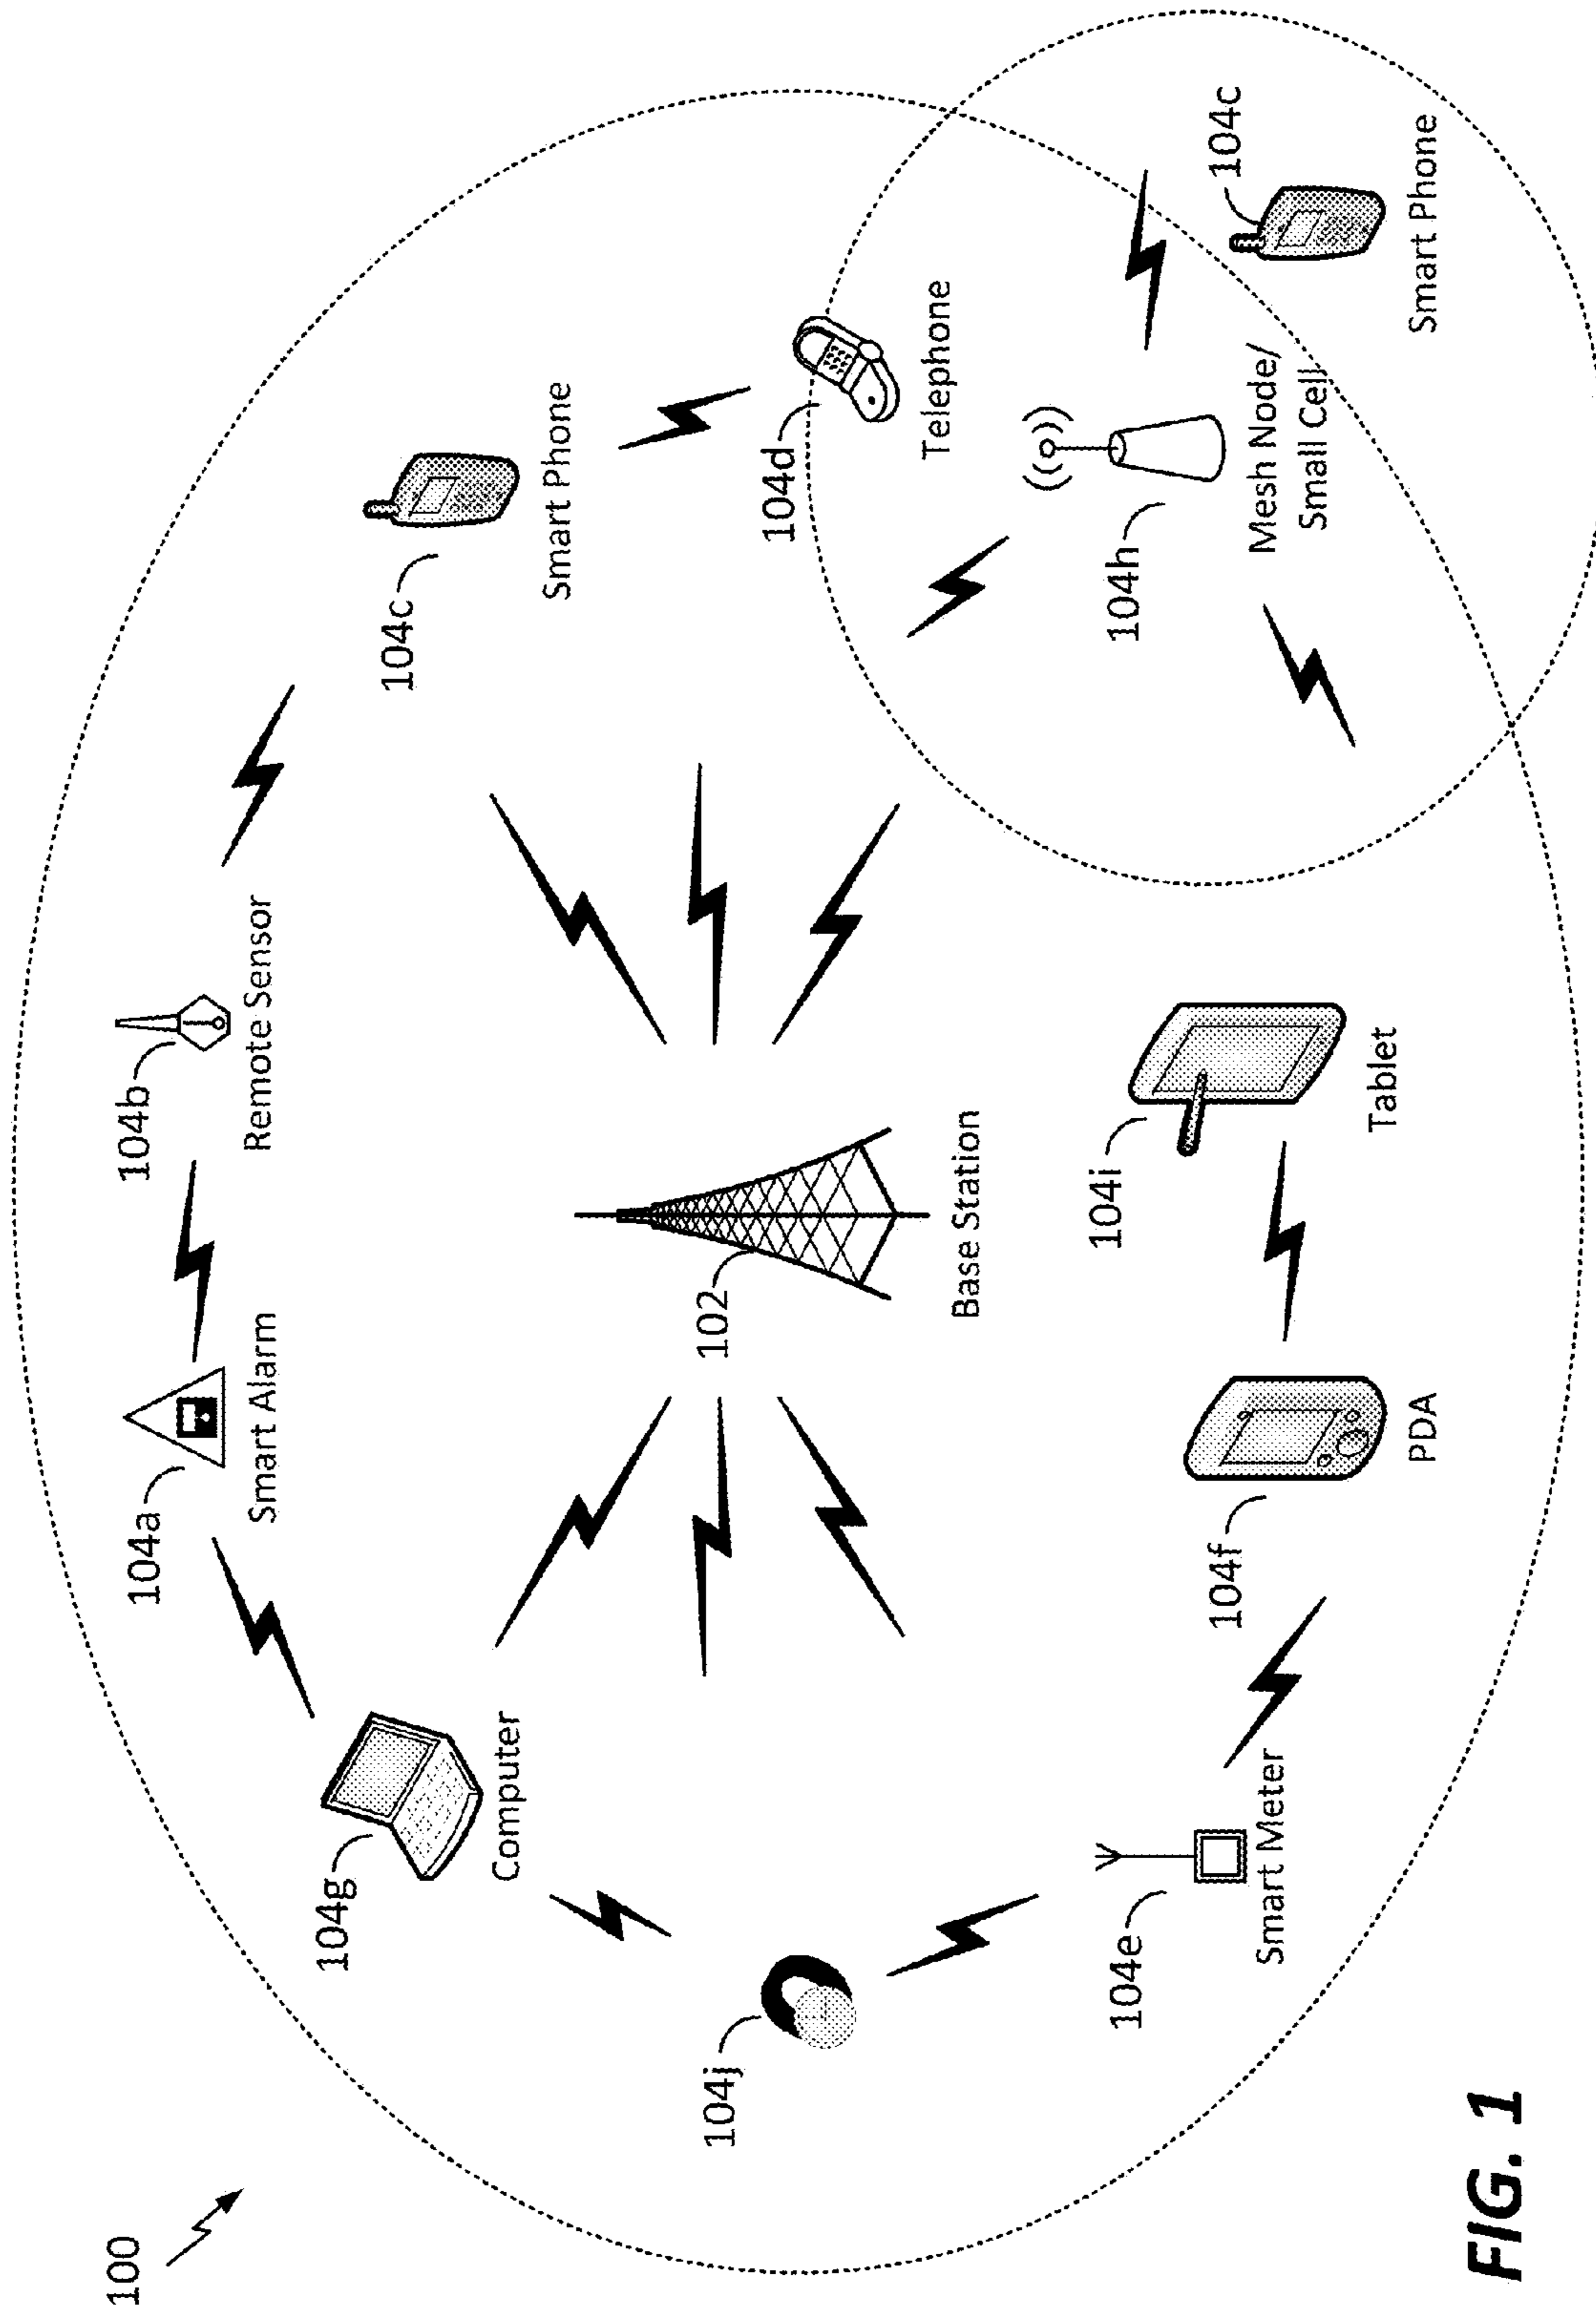 100
104a
Smart Alarm
104b
Remote Sensor
104g
Computer
104c
Smart Phone
104j
102
Base Station
104d
Telephone
104e
Smart Meter
104f
PDA
104i
Tablet
104h
Mesh Node/
Small Cell
104c
Smart Phone
FIG. 1